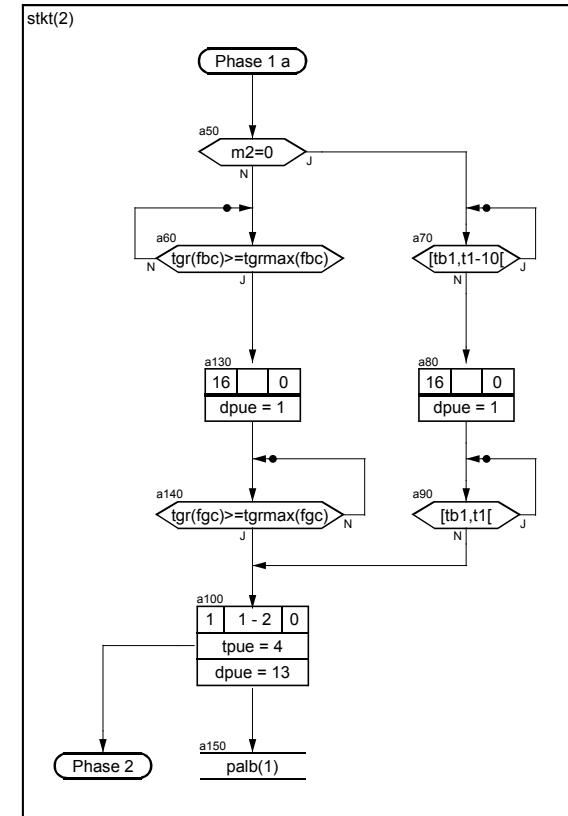 stkt(2)
Phase 1 a
a50
m2=0
N
J
a60
tgr(fbc)>=tgrmax(fbc)
N
J
a70
[tb1,t1-10[
N
J
a130
16 0
dpue = 1
a80
16 0
dpue = 1
a140
tgr(fgc)>=tgrmax(fgc)
J
N
a90
[tb1,t1[
N
J
a100
1 1 - 2 0
tpue = 4
dpue = 13
Phase 2
a150
palb(1)